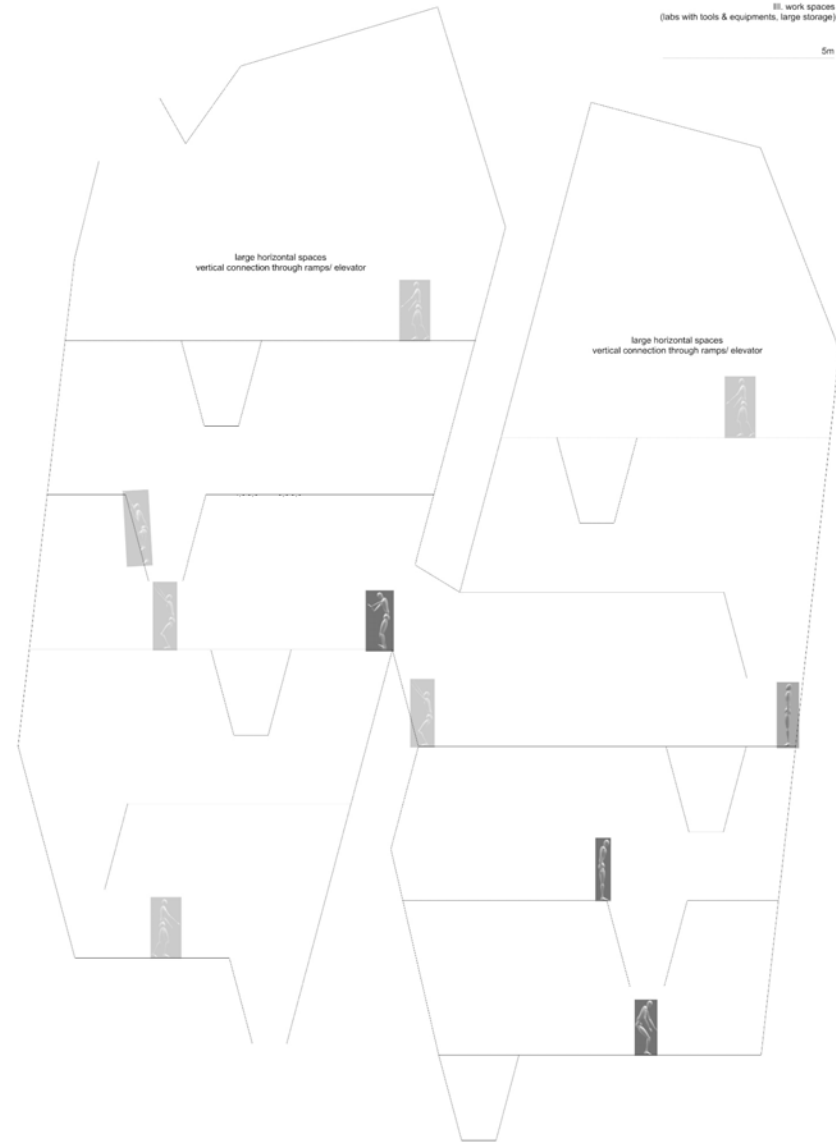 III. work spaces
(labs with tools & equipments, large storage)
5m
large horizontal spaces
vertical connection through ramps/ elevator
large horizontal spaces
vertical connection through ramps/ elevator